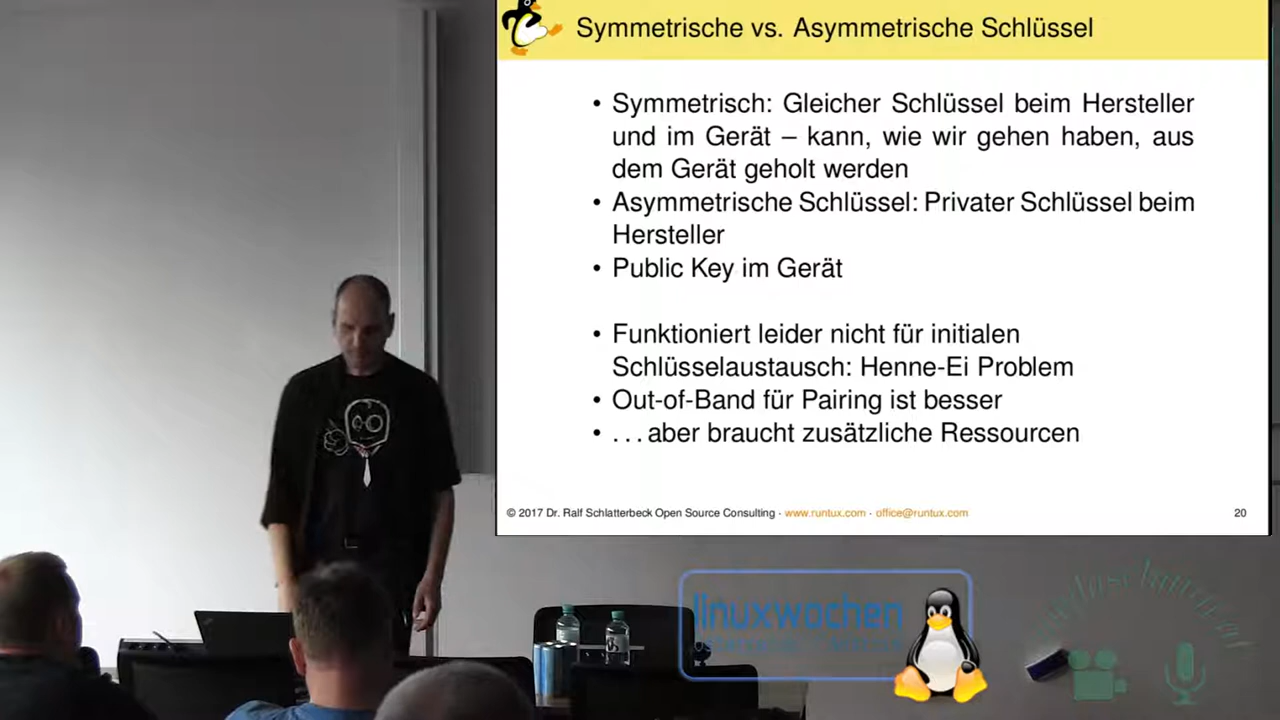 Symmetrische vs. Asymmetrische Schlüssel
• Symmetrisch: Gleicher Schlüssel beim Hersteller
und im Gerät – kann, wie wir gehen haben, aus
dem Gerät geholt werden
• Asymmetrische Schlüssel: Privater Schlüssel beim
Hersteller
• Public Key im Gerät
• Funktioniert leider nicht für initialen
Schlüsselaustausch: Henne-Ei Problem
• Out-of-Band für Pairing ist besser
• ...aber braucht zusätzliche Ressourcen
© 2017 Dr. Ralf Schlatterbeck Open Source Consulting · www.runtux.com · office@runtux.com
20
linuxwochen